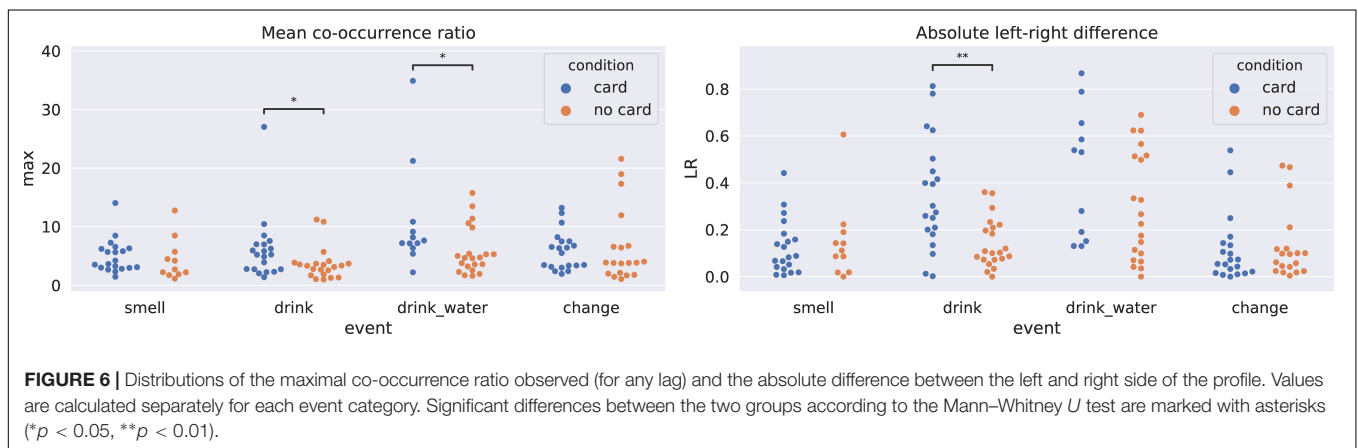 Mean co-occurrence ratio
40
30
20
10
0
max
*
*
condition
card
no card
smell
drink
drink_water
change
event
Absolute left-right difference
0.8
0.6
0.4
0.2
0.0
LR
**
condition
card
no card
smell
drink
drink_water
change
event
FIGURE 6 | Distributions of the maximal co-occurrence ratio observed (for any lag) and the absolute difference between the left and right side of the profile. Values
are calculated separately for each event category. Significant differences between the two groups according to the Mann–Whitney U test are marked with asterisks
(*p < 0.05, **p < 0.01).